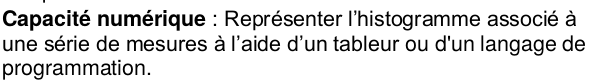 Capacité numérique : Représenter l’histogramme associé à
une série de mesures à l’aide d’un tableur ou d'un langage de
programmation.